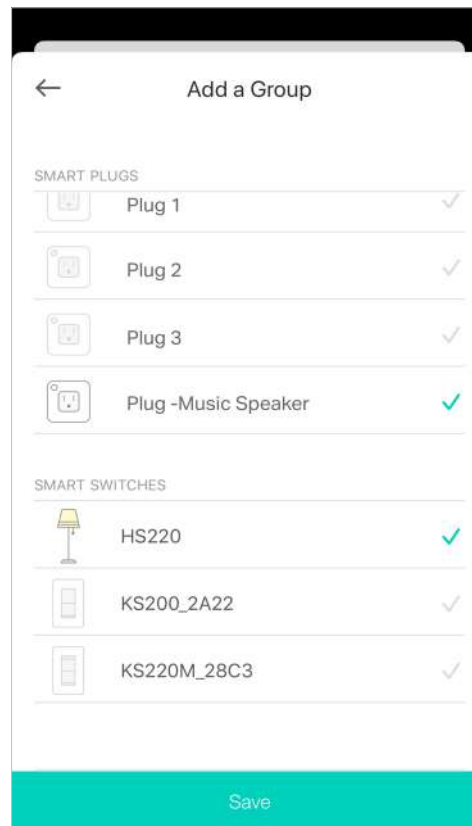 Add a Group
SMART PLUGS
Plug 1
Plug 2
Plug 3
Plug -Music Speaker
SMART SWITCHES
HS220
KS200_2A22
KS220M_28C3
Save